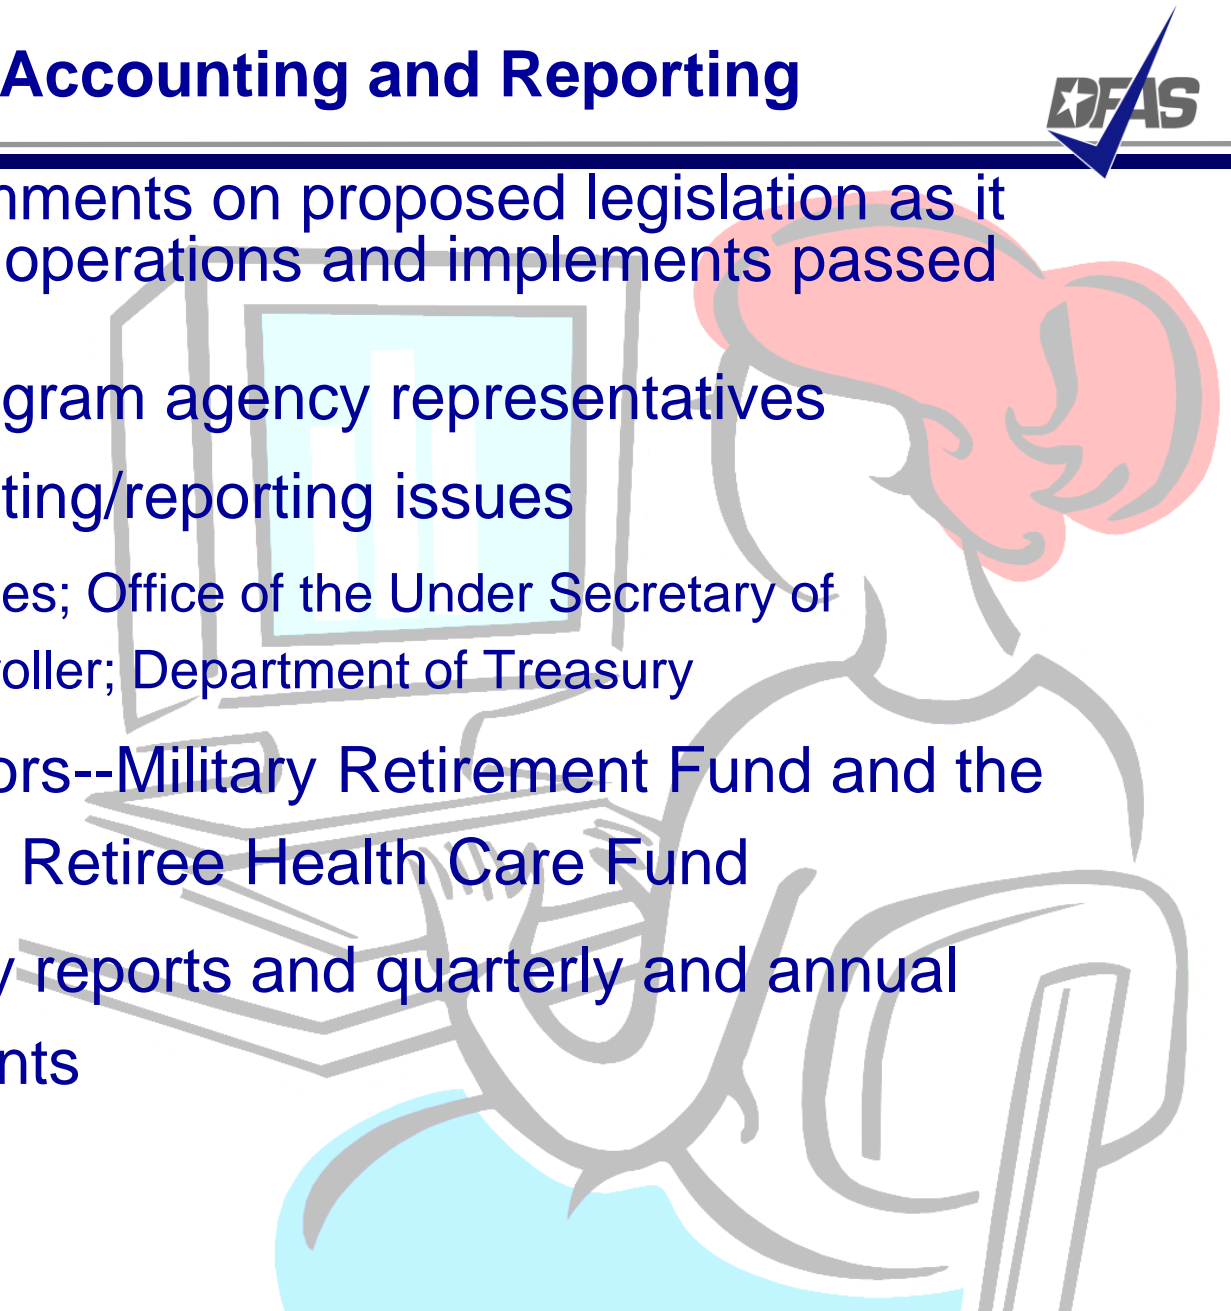 Accounting and Reporting
DFAS
mments on proposed legislation as it
operations and implements passed
gram agency representatives
ting/reporting issues
es; Office of the Under Secretary of
roller; Department of Treasury
ors--Military Retirement Fund and the
Retiree Health Care Fund
y reports and quarterly and annual
nts